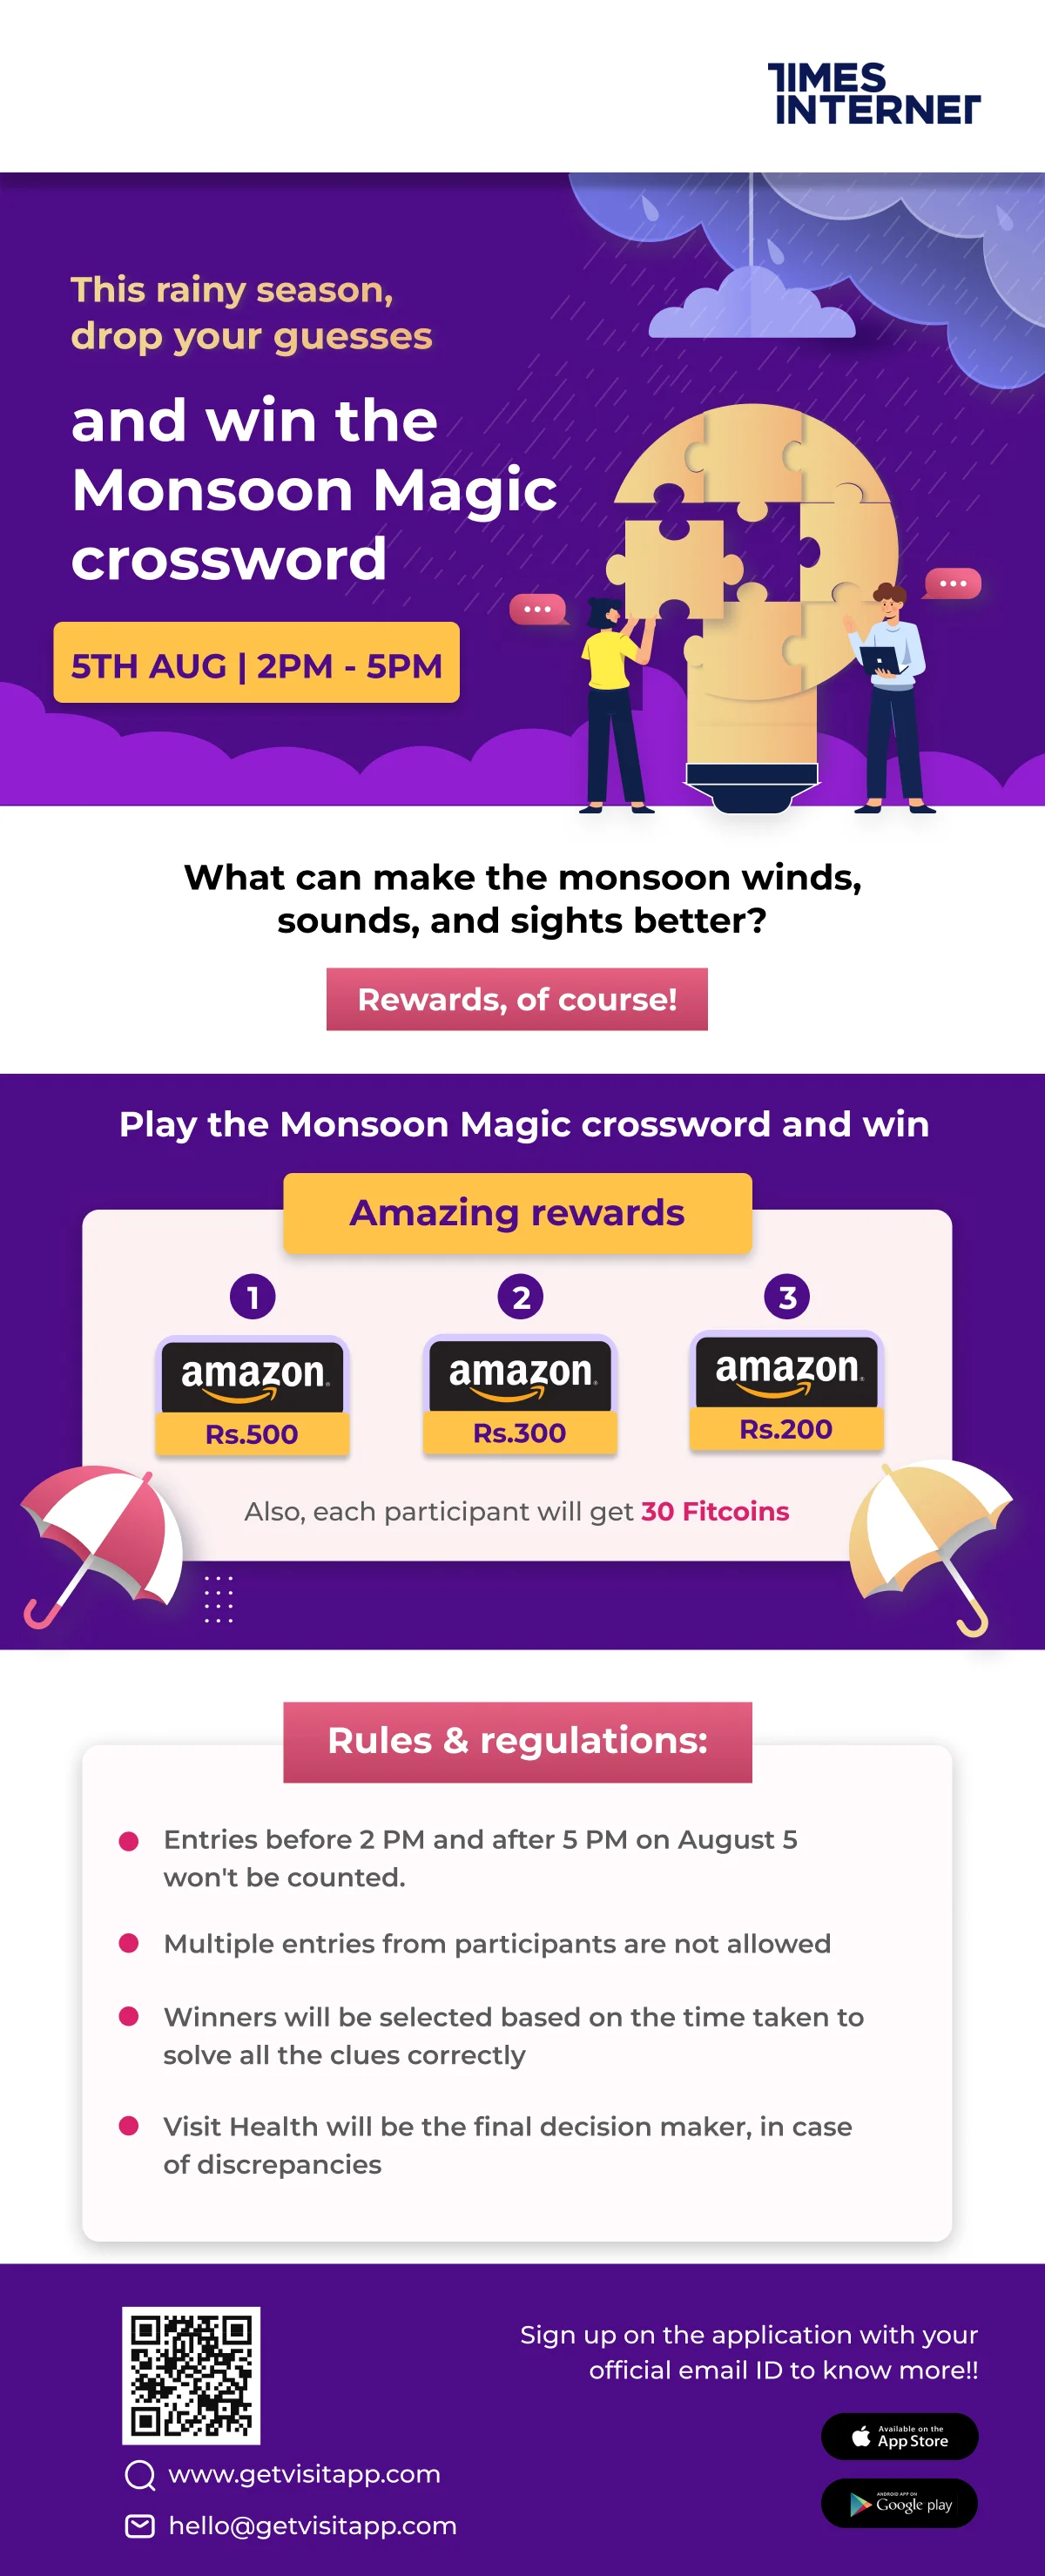 TIMES
INTERNET
This rainy season,
drop your guesses
and win the
Monsoon Magic
crossword
5TH AUG | 2PM - 5PM
What can make the monsoon winds,
sounds, and sights better?
Rewards, of course!
Play the Monsoon Magic crossword and win
Amazing rewards
1
2
3
amazon
amazon
amazon
Rs.500
Rs.300
Rs.200
Also, each participant will get 30 Fitcoins
Rules & regulations:
Entries before 2 PM and after 5 PM on August 5
won't be counted.
Multiple entries from participants are not allowed
Winners will be selected based on the time taken to
solve all the clues correctly
Visit Health will be the final decision maker, in case
of discrepancies
Sign up on the application with your
official email ID to know more!!
Available on the
App Store
ANDROID APP ON
Google play
www.getvisitapp.com
hello@getvisitapp.com